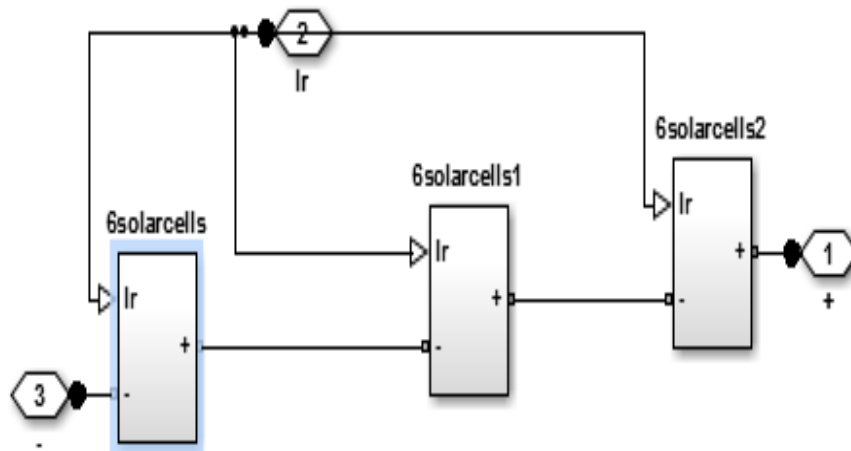 2
Ir
6solarcells2
6solarcells1
6solarcells
Ir
Ir
Ir
+
1
+
+
-
+
-
3
-
-